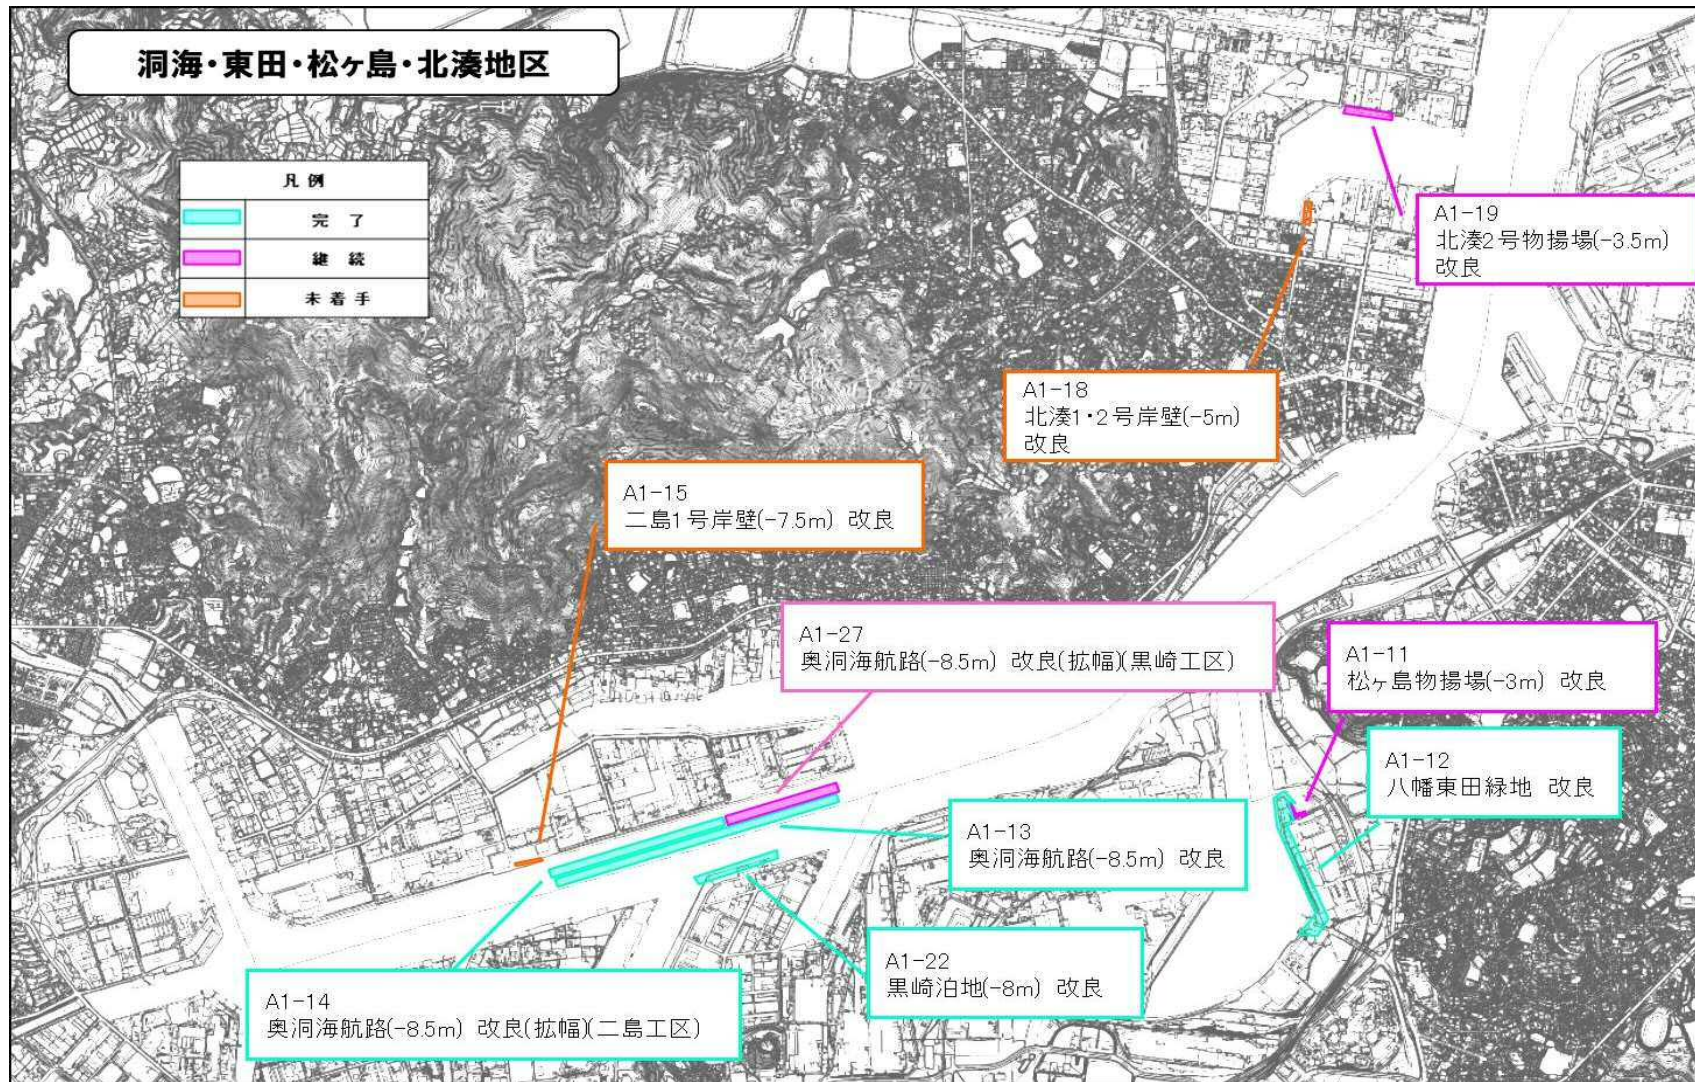 洞海・東田・松ヶ島・北湊地区
凡例
完了
継続
未着手
A1-19
北湊2号物揚場(-3.5m)
改良
A1-18
北湊1・2号岸壁(-5m)
改良
A1-15
二島1号岸壁(-7.5m) 改良
A1-27
奥洞海航路(-8.5m) 改良(拡幅)(黒崎工区)
A1-11
松ヶ島物揚場(-3m) 改良
A1-12
八幡東田緑地 改良
A1-13
奥洞海航路(-8.5m) 改良
A1-22
黒崎泊地(-8m) 改良
A1-14
奥洞海航路(-8.5m) 改良(拡幅)(二島工区)